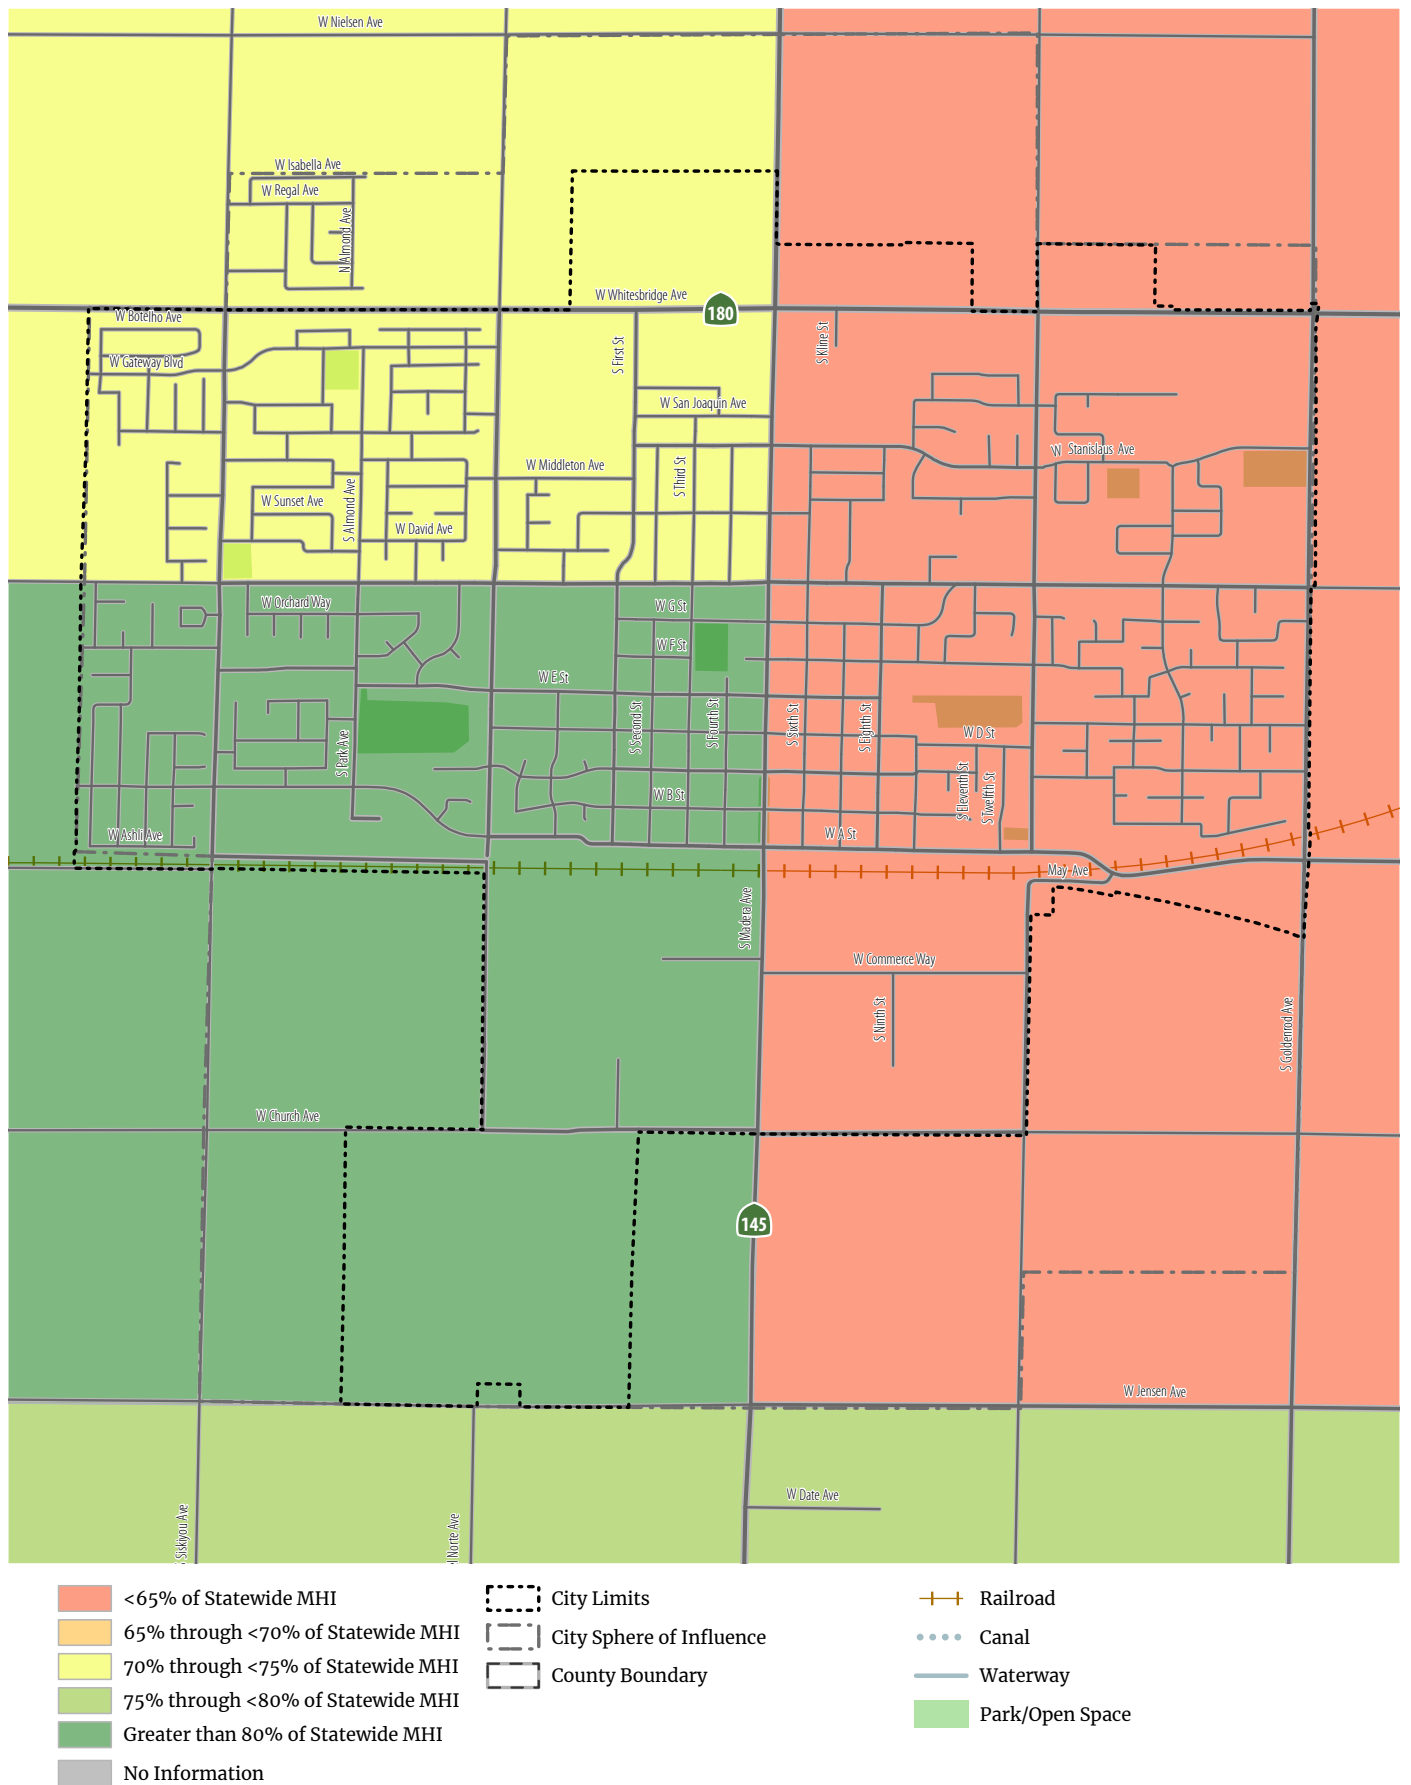 W Nielsen Ave
W Isabella Ave
W Regal Ave
N Almond Ave
W Whitesbridge Ave
180
W Botelho Ave
S Kline St
S First St
W Gateway Blvd
W San Joaquin Ave
W Stanislaus Ave
W Middleton Ave
S Third St
W Sunset Ave
S Almond Ave
W David Ave
W Orchard Way
W G St
W F St
W E St
S Second St
S Fourth St
S Sixth St
S Eighth St
W D St
S Park Ave
S Eleventh St
S Twelfth St
W B St
W Ashli Ave
W A St
May Ave
S Madera Ave
W Commerce Way
S Ninth St
S Goldenrod Ave
W Church Ave
145
W Jensen Ave
W Date Ave
Siskiyou Ave
l Norte Ave
<65% of Statewide MHI
65% through <70% of Statewide MHI
70% through <75% of Statewide MHI
75% through <80% of Statewide MHI
Greater than 80% of Statewide MHI
No Information
City Limits
City Sphere of Influence
County Boundary
Railroad
Canal
Waterway
Park/Open Space